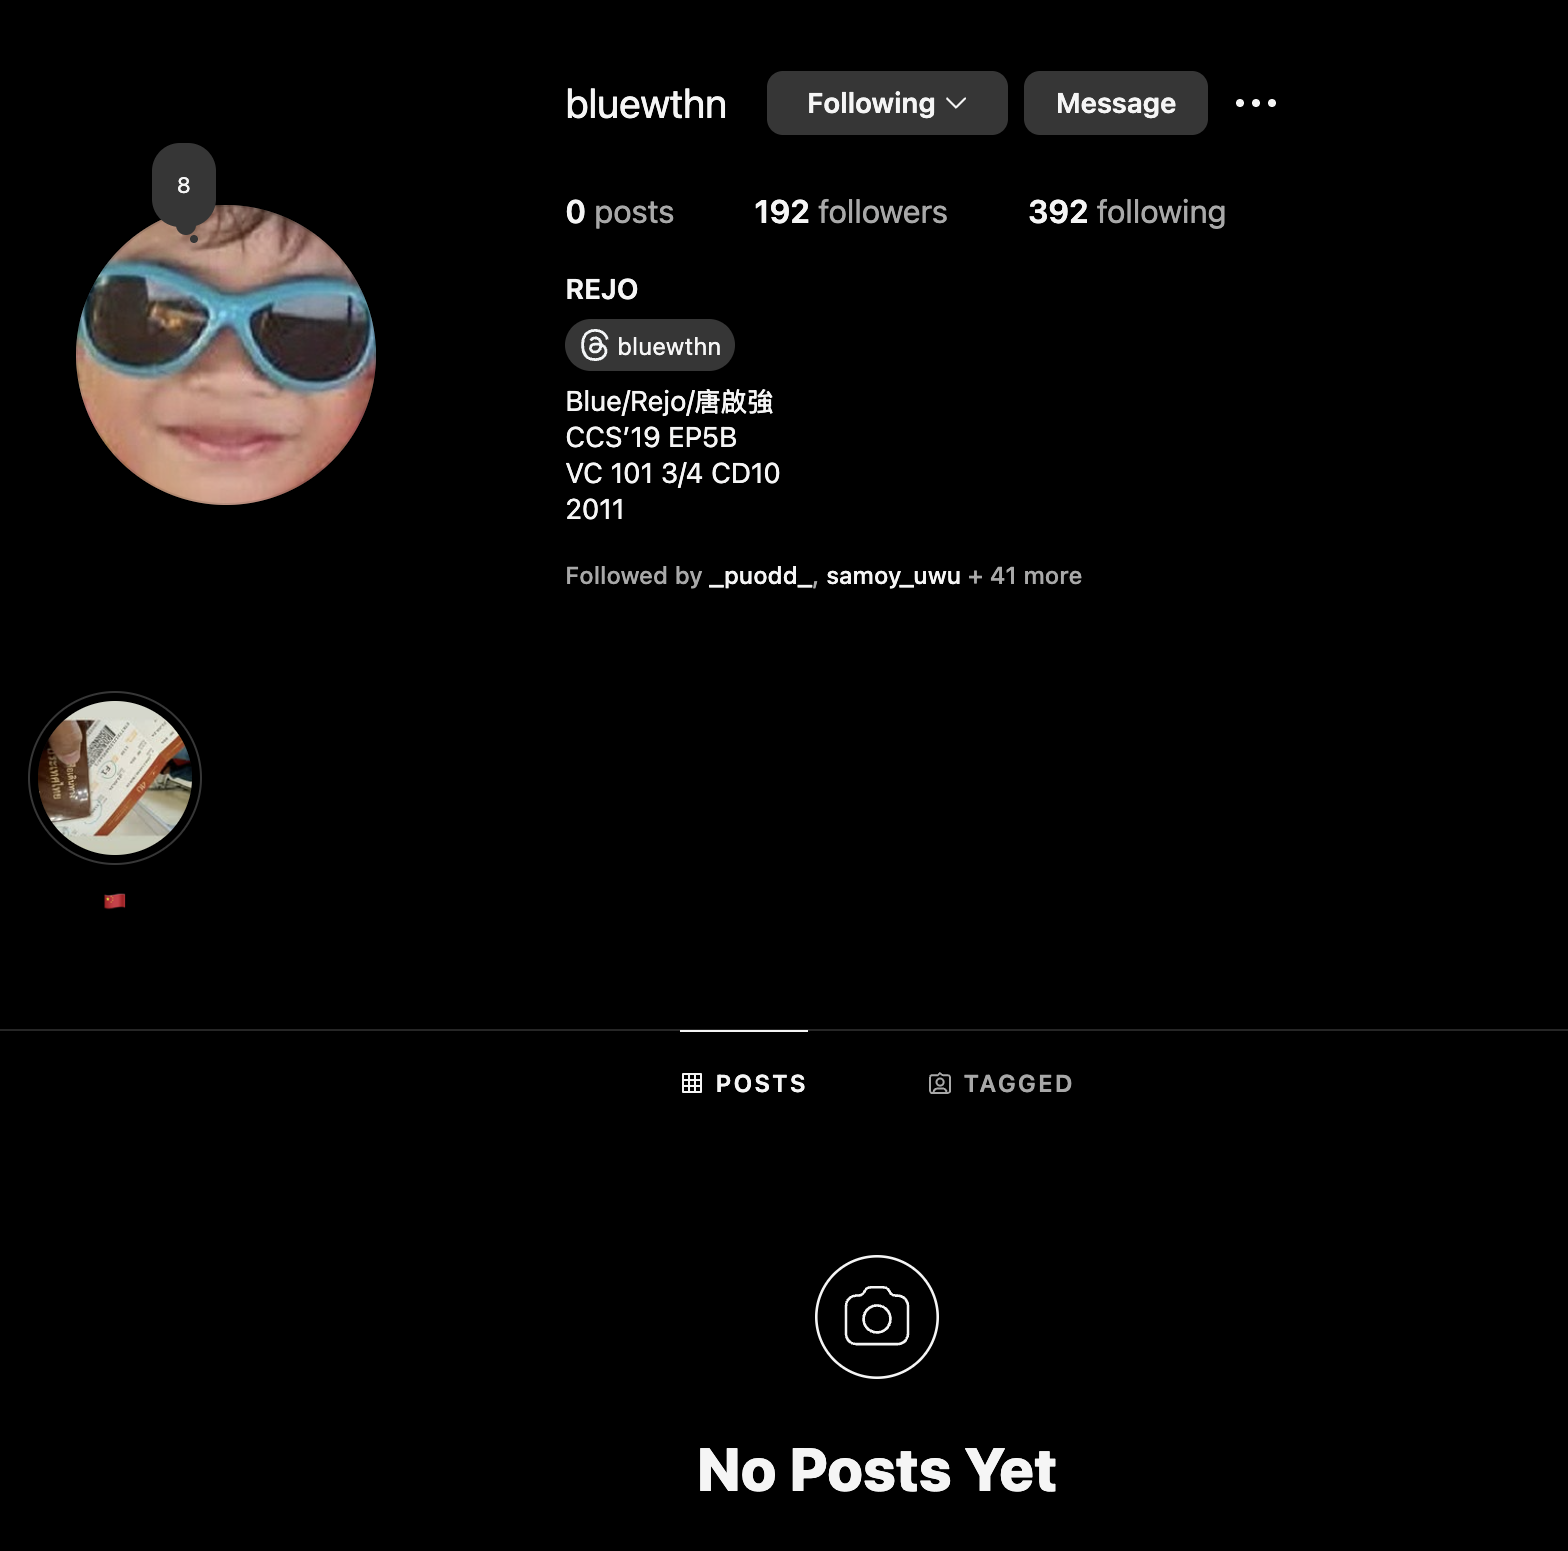 bluewthn Following Message
8
0 posts 192 followers 392 following
REJO
bluewthn
Blue/Rejo/唐啟強
CCS’19 EP5B
VC 101 3/4 CD10
2011
Followed by _puodd_, samoy_uwu + 41 more
POSTS TAGGED
No Posts Yet